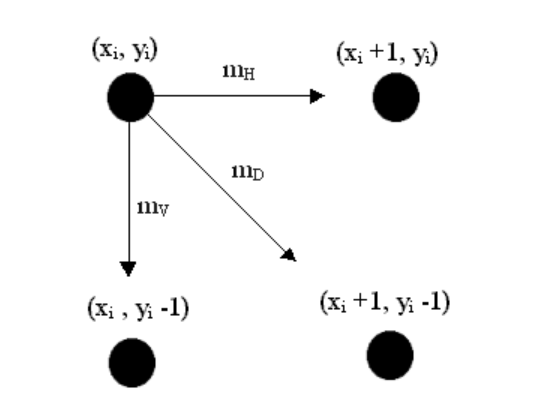 (xᵢ, yᵢ)
(xᵢ +1, yᵢ)
m_H
m_D
m_V
(xᵢ , yᵢ -1)
(xᵢ +1, yᵢ -1)